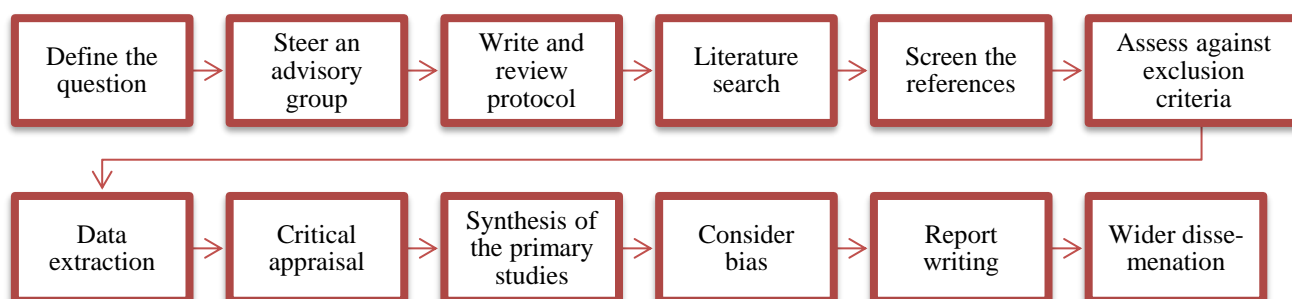 Define the
question
Steer an
advisory
group
Write and
review
protocol
Literature
search
Screen the
references
Assess against
exclusion
criteria
Data
extraction
Critical
appraisal
Synthesis of
the primary
studies
Consider
bias
Report
writing
Wider disse-
menation